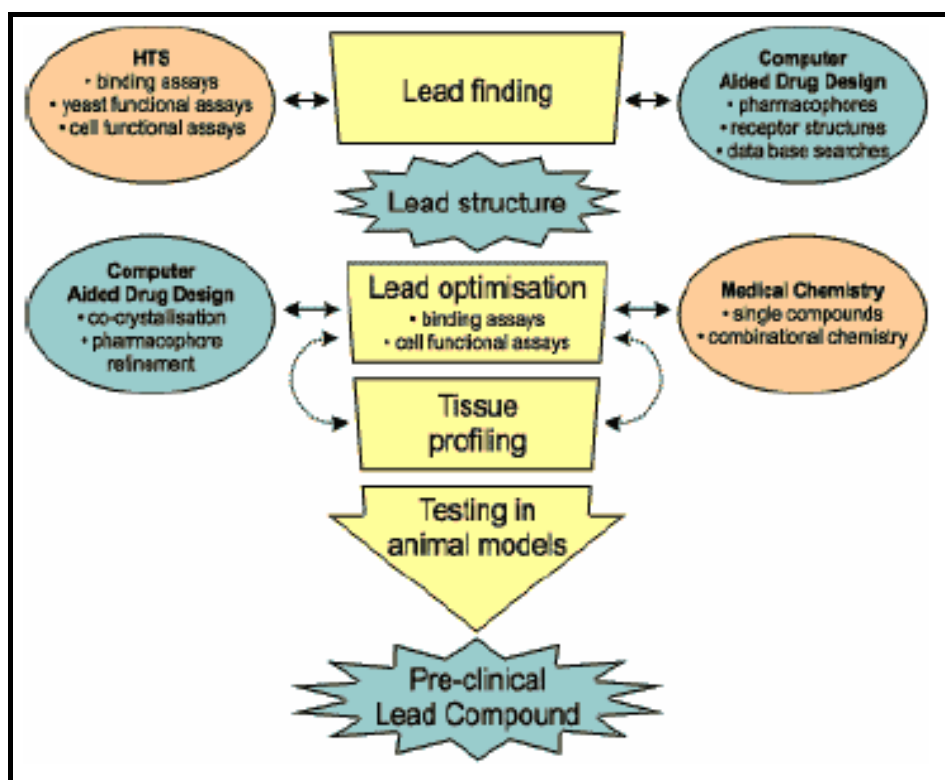 HTS
• binding assays
• yeast functional assays
• cell functional assays
Lead finding
Computer
Aided Drug Design
• pharmacophores
• receptor structures
• data base searches
Lead structure
Computer
Aided Drug Design
• co-crystallisation
• pharmacophore
refinement
Lead optimisation
• binding assays
• cell functional assays
Medical Chemistry
• single compounds
• combinational chemistry
Tissue
profiling
Testing in
animal models
Pre-clinical
Lead Compound